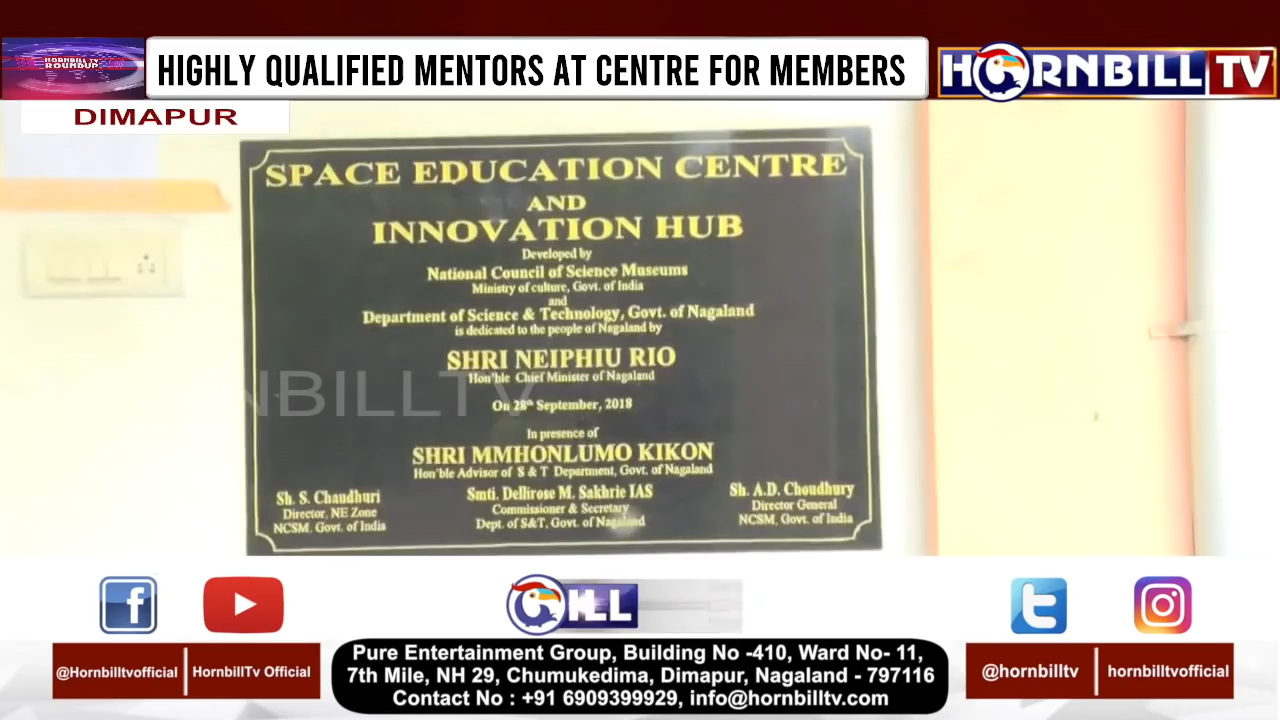 HORNBILL TV
ROUNDUP
HIGHLY QUALIFIED MENTORS AT CENTRE FOR MEMBERS
HORNBILL TV
DIMAPUR
SPACE EDUCATION CENTRE
AND
INNOVATION HUB
Developed by
National Council of Science Museums
Ministry of culture, Govt. of India
and
Department of Science & Technology, Govt. of Nagaland
is dedicated to the people of Nagaland by
SHRI NEIPHIU RIO
Hon'ble Chief Minister of Nagaland
NBILLTV
On 28th September, 2018
In presence of
SHRI MMHONLUMO KIKON
Hon'ble Advisor of S & T Department, Govt. of Nagaland
Sh. S. Chaudhuri
Director, NE Zone
NCSM, Govt. of India
Smti. Dellirose M. Sakhrie IAS
Commissioner & Secretary
Dept. of S&T, Govt. of Nagaland
Sh. A.D. Choudhury
Director General
NCSM, Govt. of India
@Hornbilltvofficial
HornbillTv Official
Pure Entertainment Group, Building No -410, Ward No- 11,
7th Mile, NH 29, Chumukedima, Dimapur, Nagaland - 797116
Contact No : +91 6909399929, info@hornbilltv.com
@hornbilltv
hornbilltvofficial